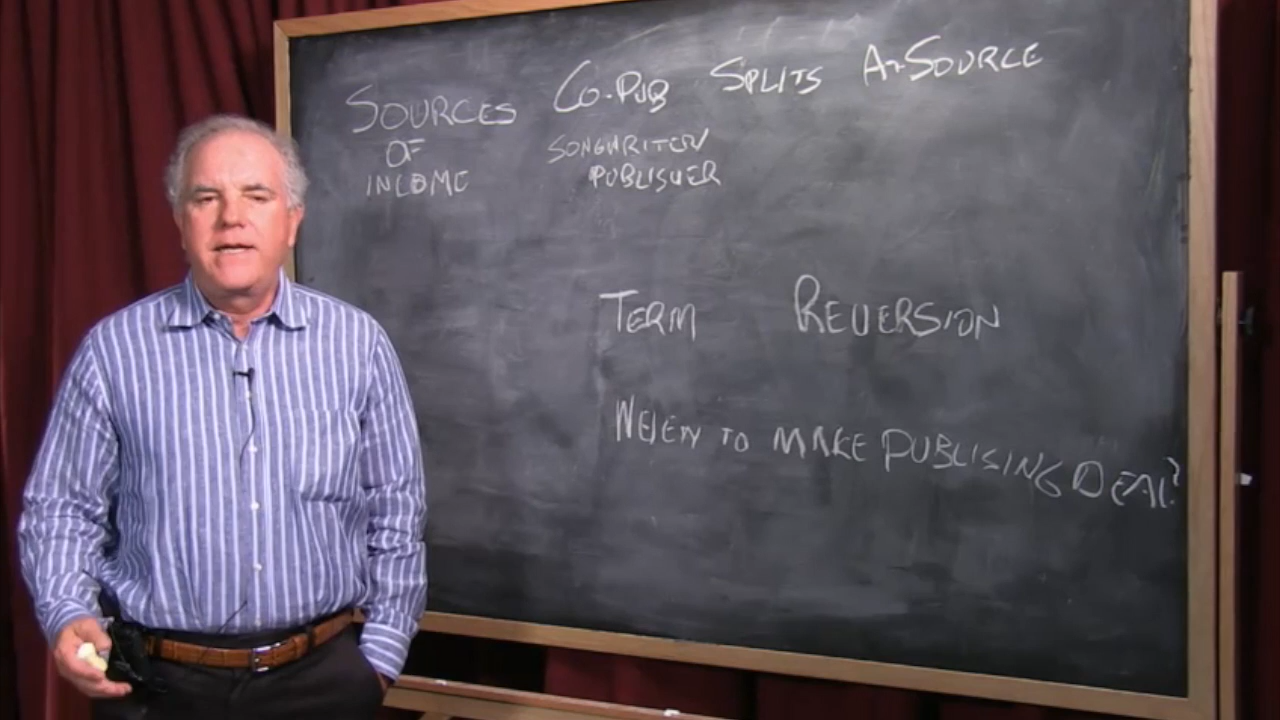 SOURCES
OF
INCOME
CO-PUB SPLITS AT-SOURCE
SONGWRITER
PUBLISHER
TERM REVERSION
WHEN TO MAKE PUBLISING DEAL?